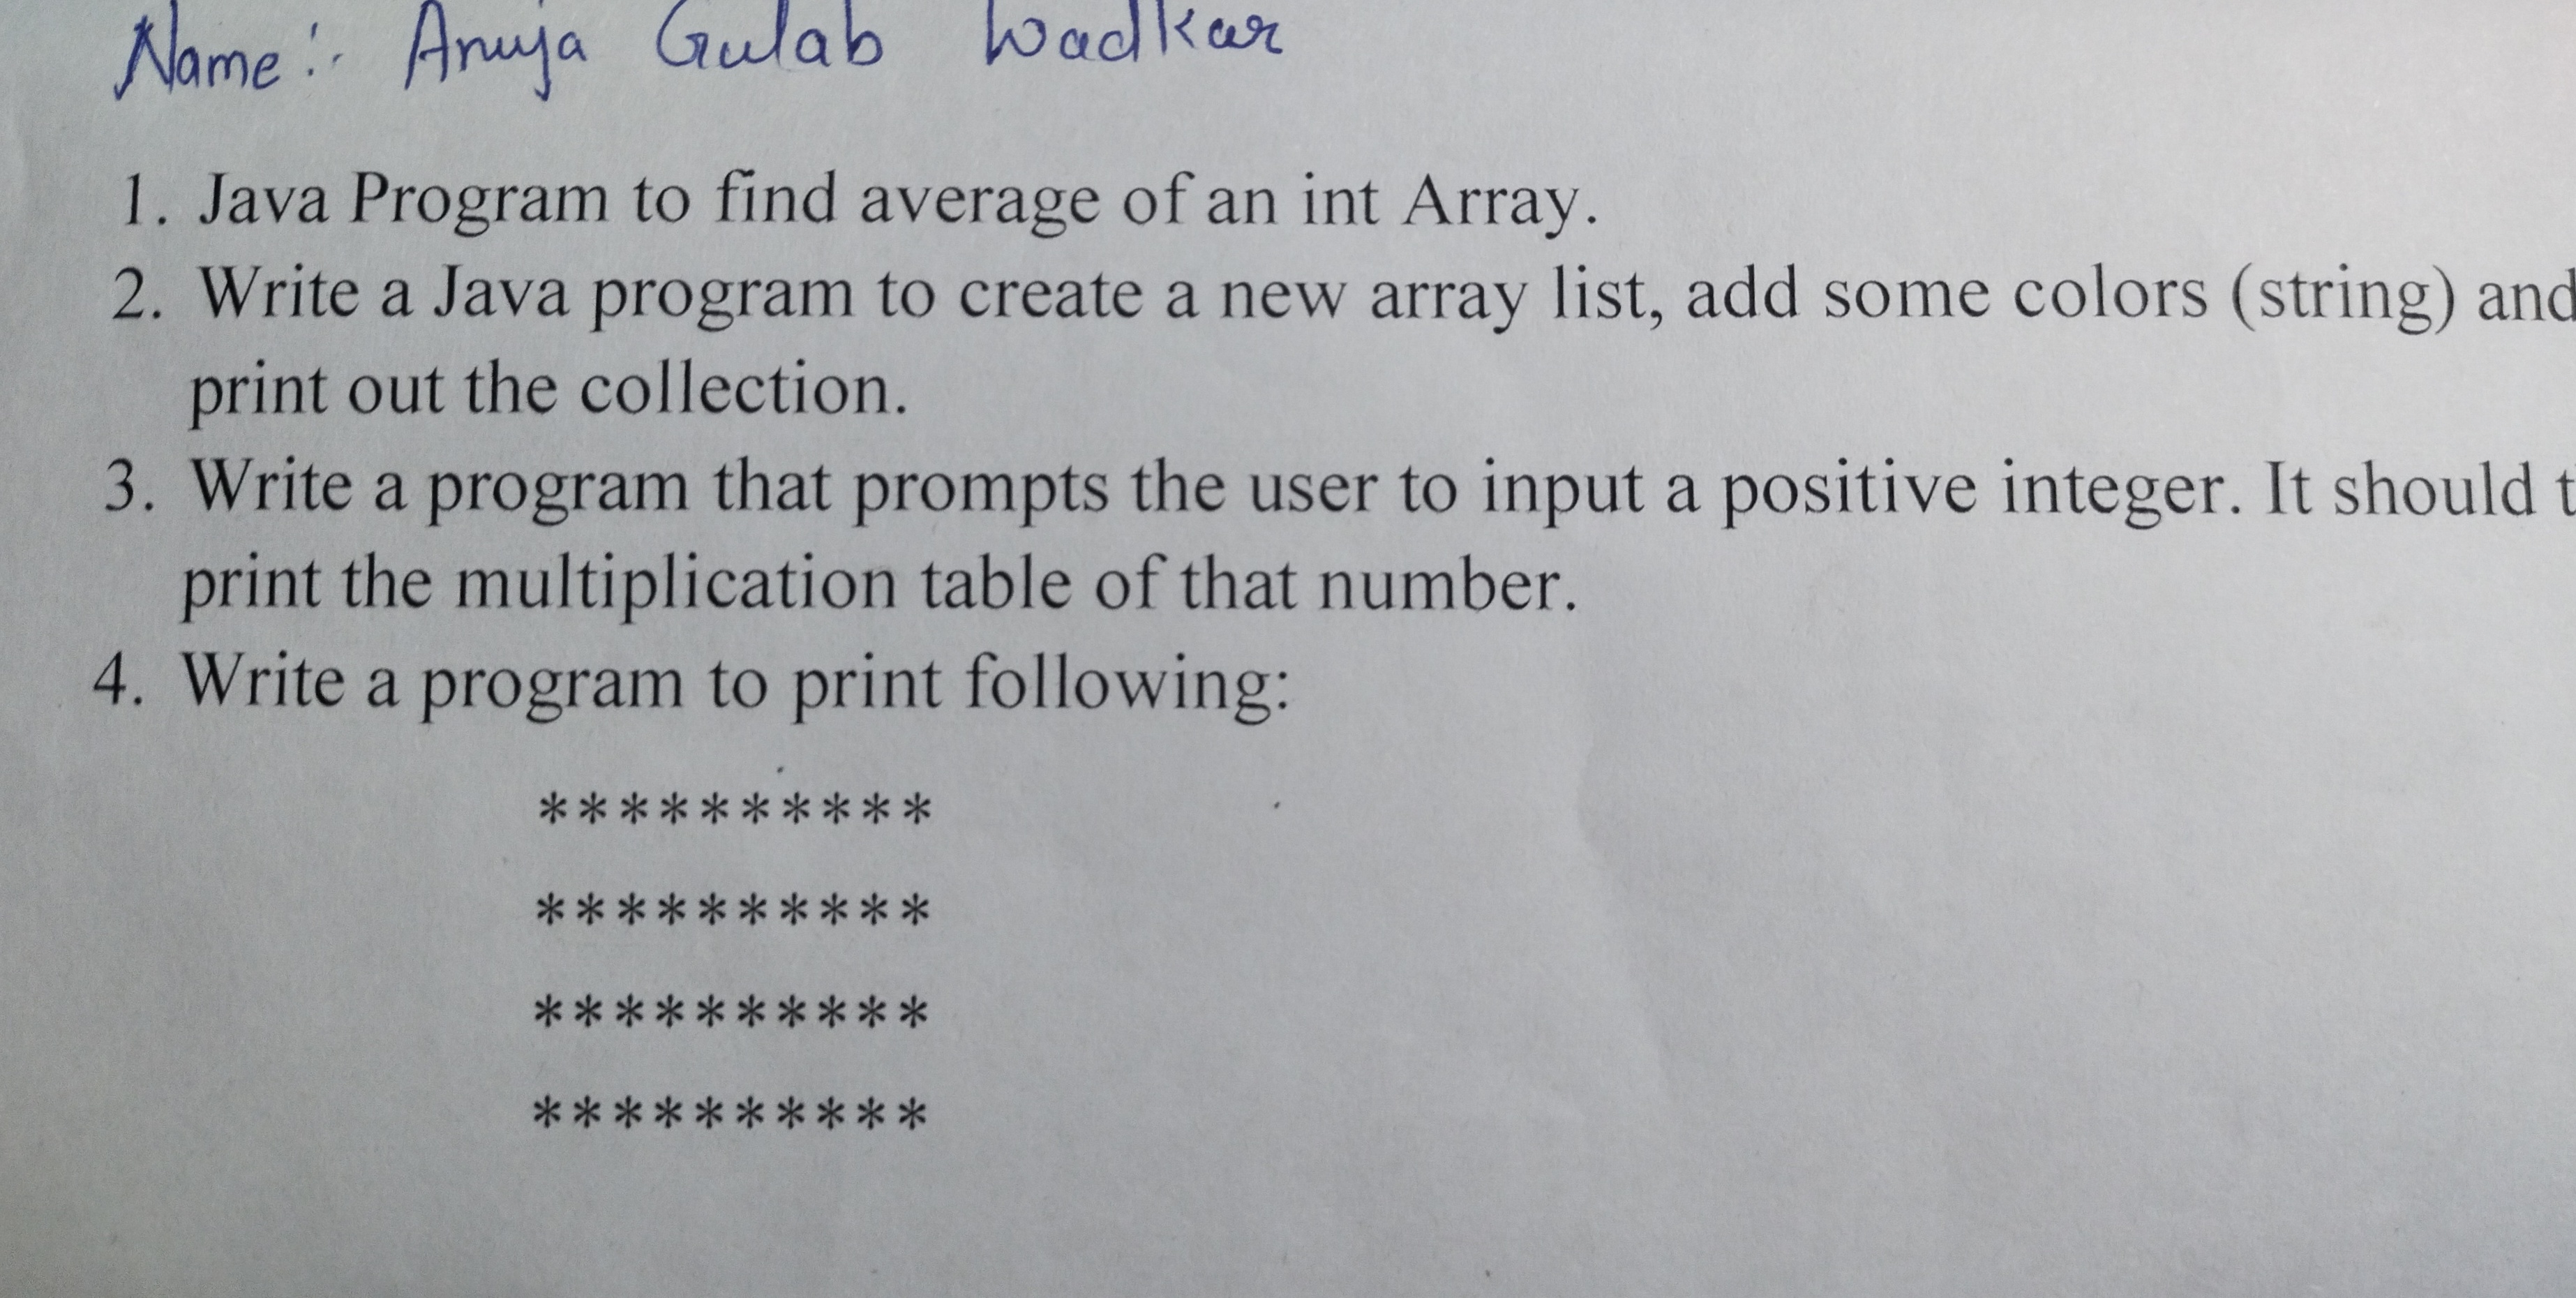 Name:- Anuja Gulab Wadkar
1. Java Program to find average of an int Array.
2. Write a Java program to create a new array list, add some colors (string) and
print out the collection.
3. Write a program that prompts the user to input a positive integer. It should t
print the multiplication table of that number.
4. Write a program to print following:
**********
**********
**********
**********